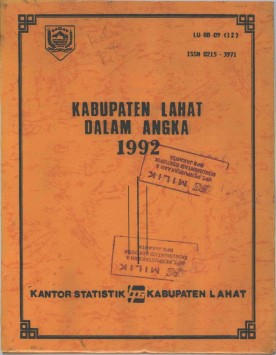 LU 00 09 (12)
ISSN 0215 - 3971
KABUPATEN LAHAT
DALAM ANGKA
1992
MILIK
MILIK
KANTOR STATISTIK KABUPATEN LAHAT